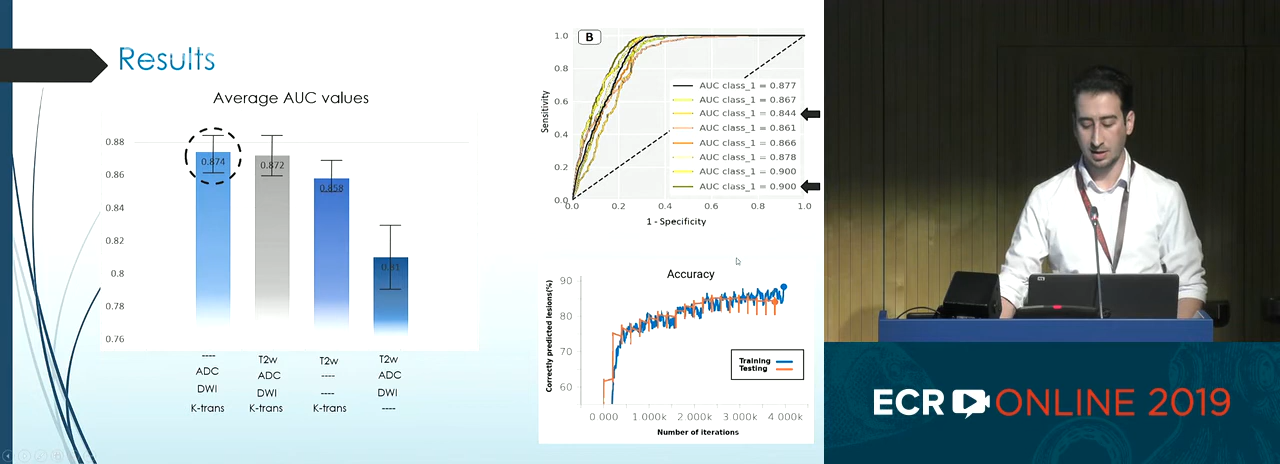 Results
Average AUC values
0.88
0.86
0.84
0.82
0.8
0.78
0.76
0.874
0.872
0.858
0.81
----
ADC
DWI
K-trans
T2w
ADC
DWI
K-trans
T2w
----
----
K-trans
T2w
ADC
DWI
----
B
Sensitivity
1.0
0.8
0.6
0.4
0.2
0.0
AUC class_1 = 0.877
AUC class_1 = 0.867
AUC class_1 = 0.844
AUC class_1 = 0.861
AUC class_1 = 0.866
AUC class_1 = 0.878
AUC class_1 = 0.900
AUC class_1 = 0.900
0.0 0.2 0.4 0.6 0.8 1.0
1 - Specificity
Accuracy
Correctly predicted lesions(%)
90
80
70
60
Training
Testing
0 000 1 000k 2 000k 3 000k 4 000k
Number of iterations
ECR ONLINE 2019